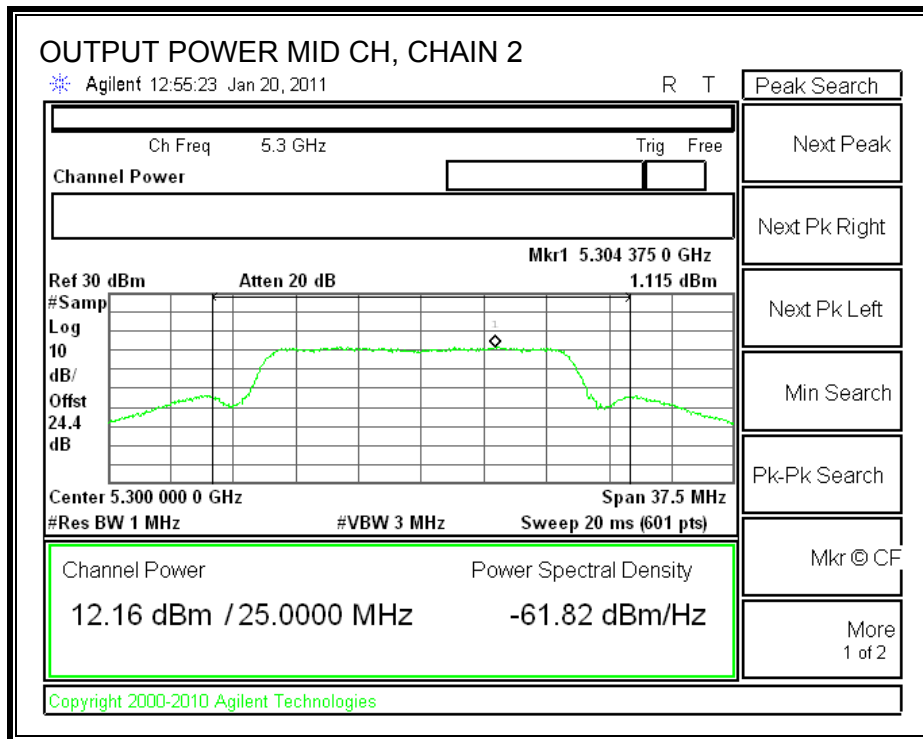 OUTPUT POWER MID CH, CHAIN 2
Agilent 12:55:23 Jan 20, 2011
R T
Peak Search
Ch Freq 5.3 GHz
Trig Free
Channel Power
Next Peak
Next Pk Right
Mkr1 5.304 375 0 GHz
Ref 30 dBm Atten 20 dB 1.115 dBm
#Samp
Log
10
dB/
Offst
24.4
dB
1
Next Pk Left
Min Search
Pk-Pk Search
Center 5.300 000 0 GHz Span 37.5 MHz
#Res BW 1 MHz #VBW 3 MHz Sweep 20 ms (601 pts)
Channel Power Power Spectral Density
12.16 dBm / 25.0000 MHz -61.82 dBm/Hz
Mkr © CF
More
1 of 2
Copyright 2000-2010 Agilent Technologies